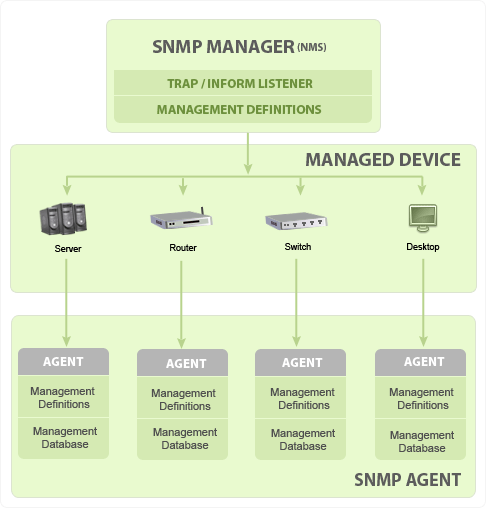 SNMP MANAGER (NMS)
TRAP / INFORM LISTENER
MANAGEMENT DEFINITIONS
MANAGED DEVICE
Server
Router
Switch
Desktop
AGENT
Management
Definitions
Management
Database
AGENT
Management
Definitions
Management
Database
AGENT
Management
Definitions
Management
Database
AGENT
Management
Definitions
Management
Database
SNMP AGENT